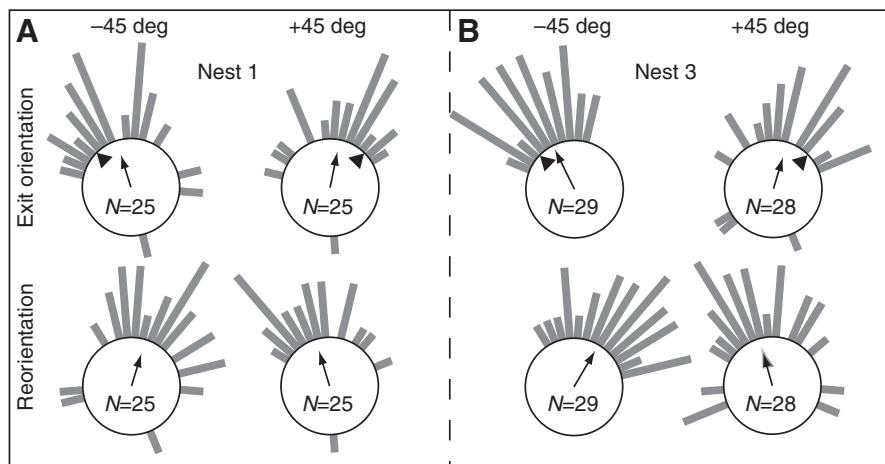 A
–45 deg
+45 deg
Nest 1
B
–45 deg
+45 deg
Nest 3
Exit orientation
N=25
N=25
N=29
N=28
Reorientation
N=25
N=25
N=29
N=28